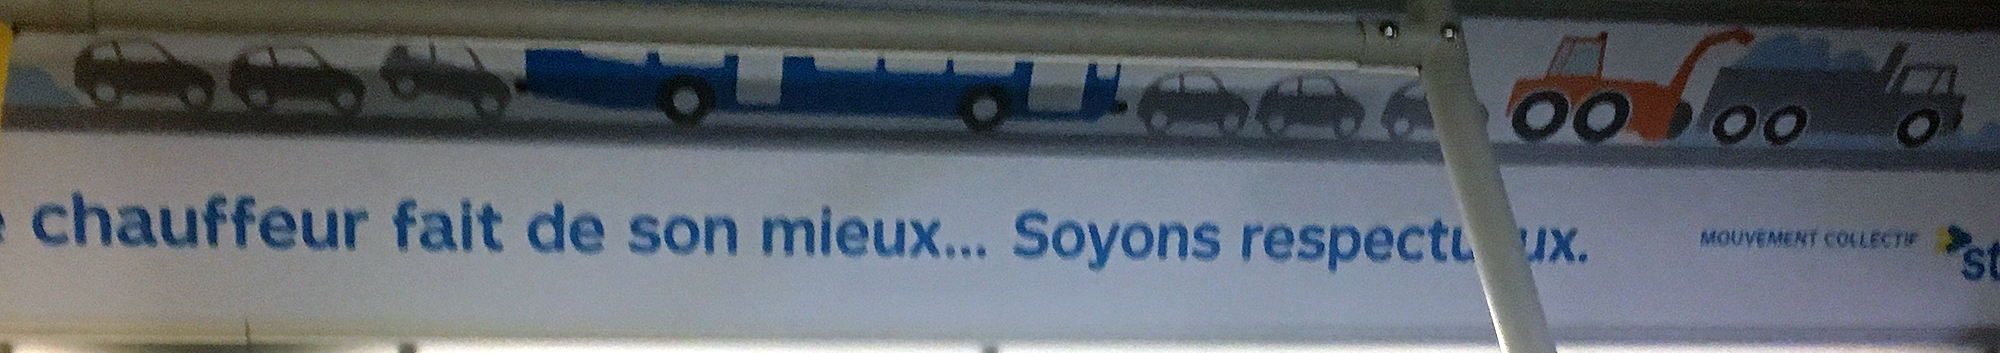 chauffeur fait de son mieux... Soyons respectueux.
MOUVEMENT COLLECTIF
st